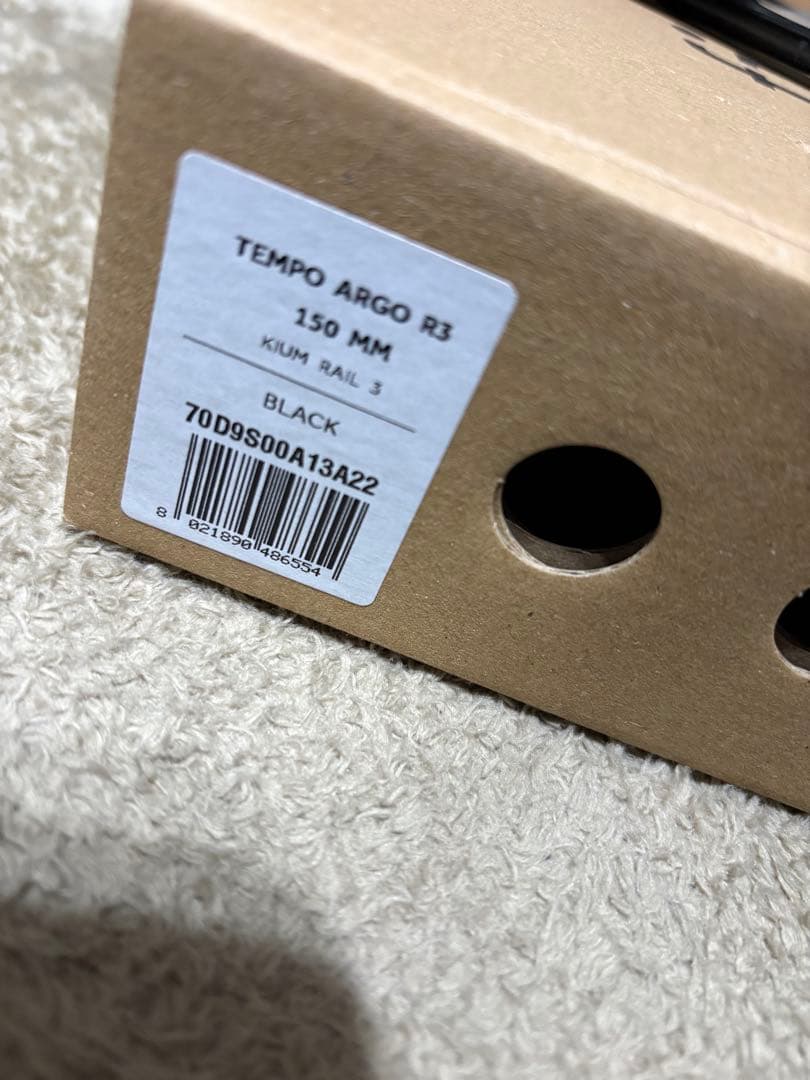 TEMPO ARGO R3
150 MM
KIUM RAIL 3
BLACK
70D9S00A13A22
8 021890 486554